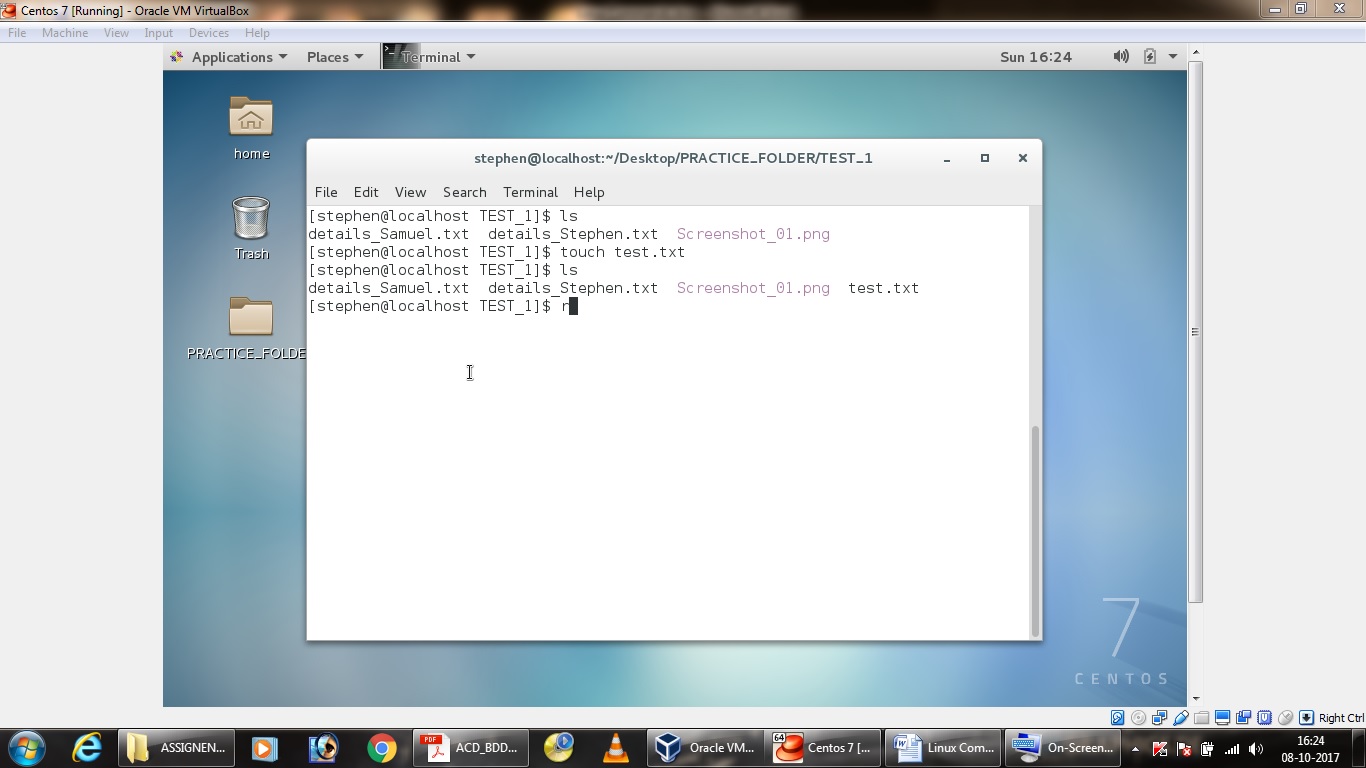 Centos 7 [Running] - Oracle VM VirtualBox
File Machine View Input Devices Help
Applications Places Terminal Sun 16:24
home
Trash
PRACTICE_FOLDE
stephen@localhost:~/Desktop/PRACTICE_FOLDER/TEST_1
File Edit View Search Terminal Help
[stephen@localhost TEST_1]$ ls
details_Samuel.txt details_Stephen.txt Screenshot_01.png
[stephen@localhost TEST_1]$ touch test.txt
[stephen@localhost TEST_1]$ ls
details_Samuel.txt details_Stephen.txt Screenshot_01.png test.txt
[stephen@localhost TEST_1]$ r
7
CENTOS
Right Ctrl
ASSIGNEN... ACD_BDD... Oracle VM... Centos 7 [... Linux Com... On-Screen...
16:24
08-10-2017